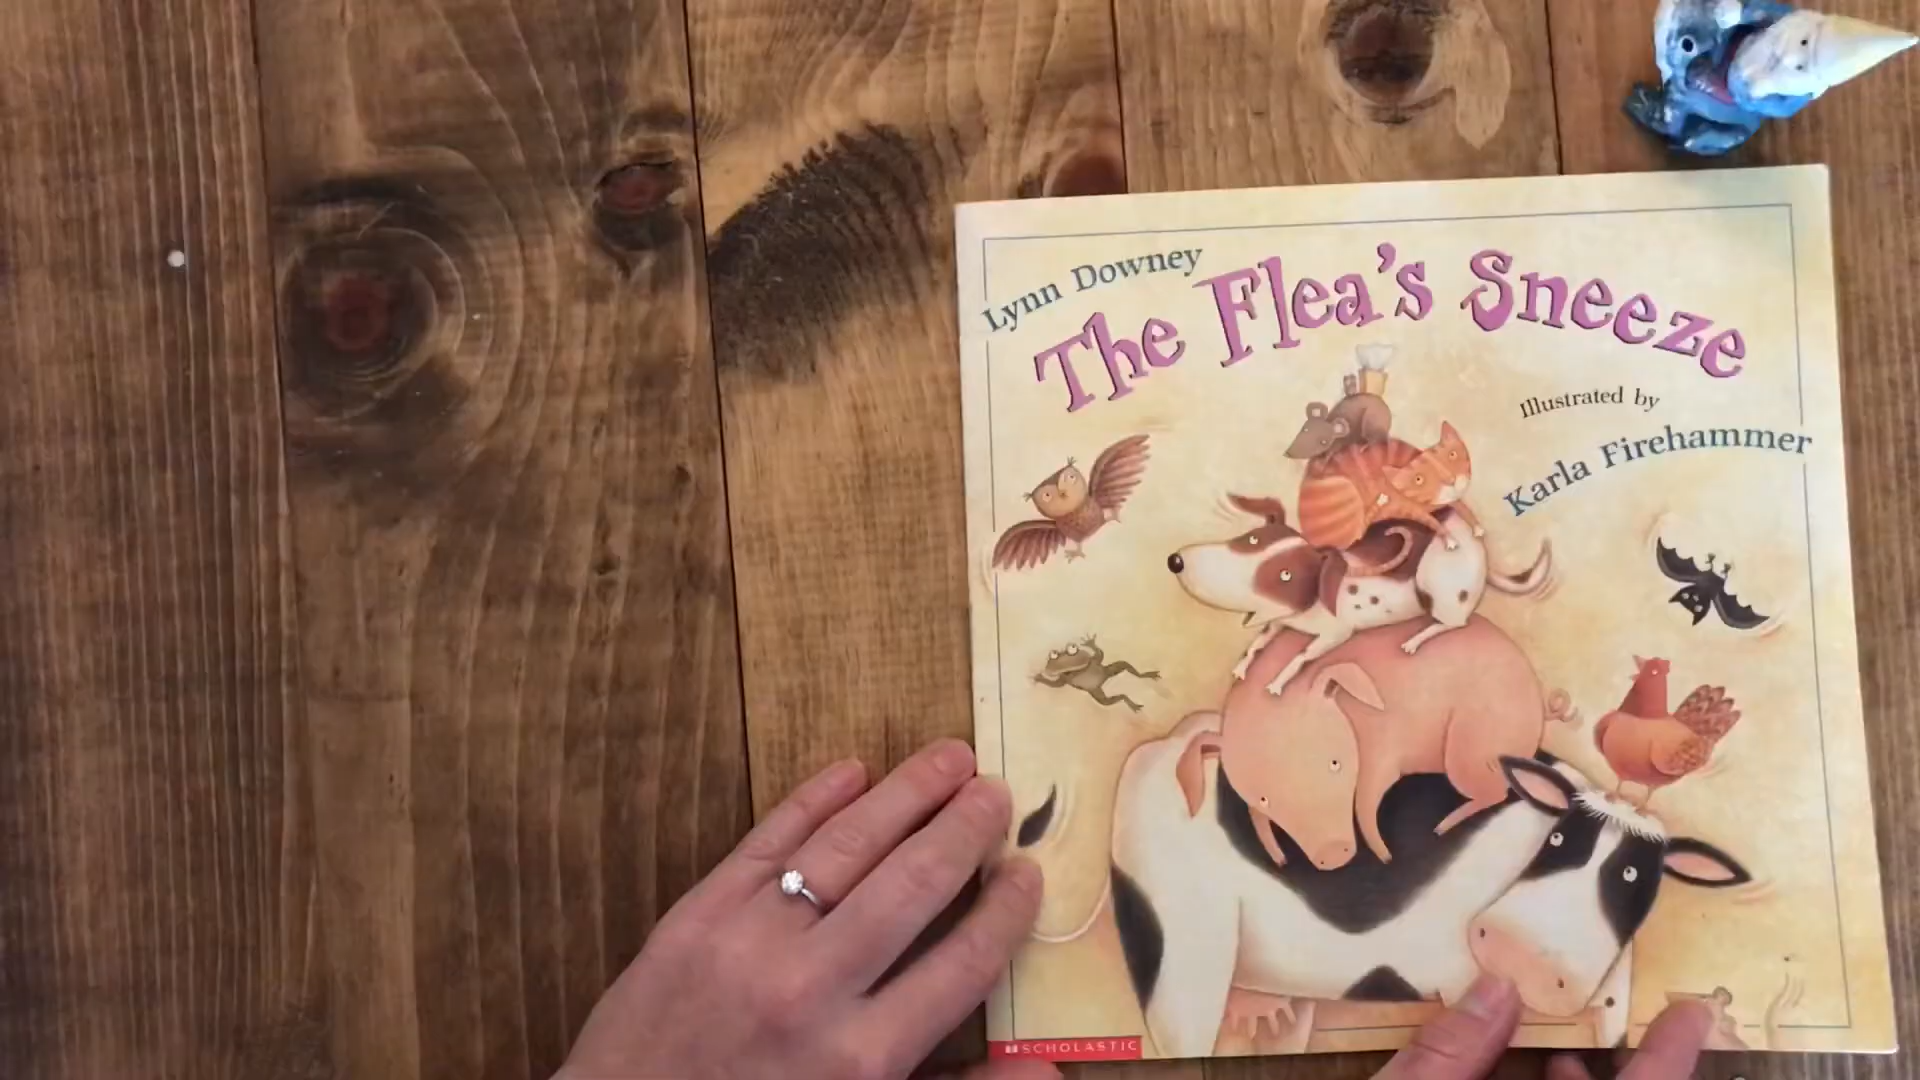 Lynn Downey
The Flea's Sneeze
Illustrated by
Karla Firehammer
SCHOLASTIC